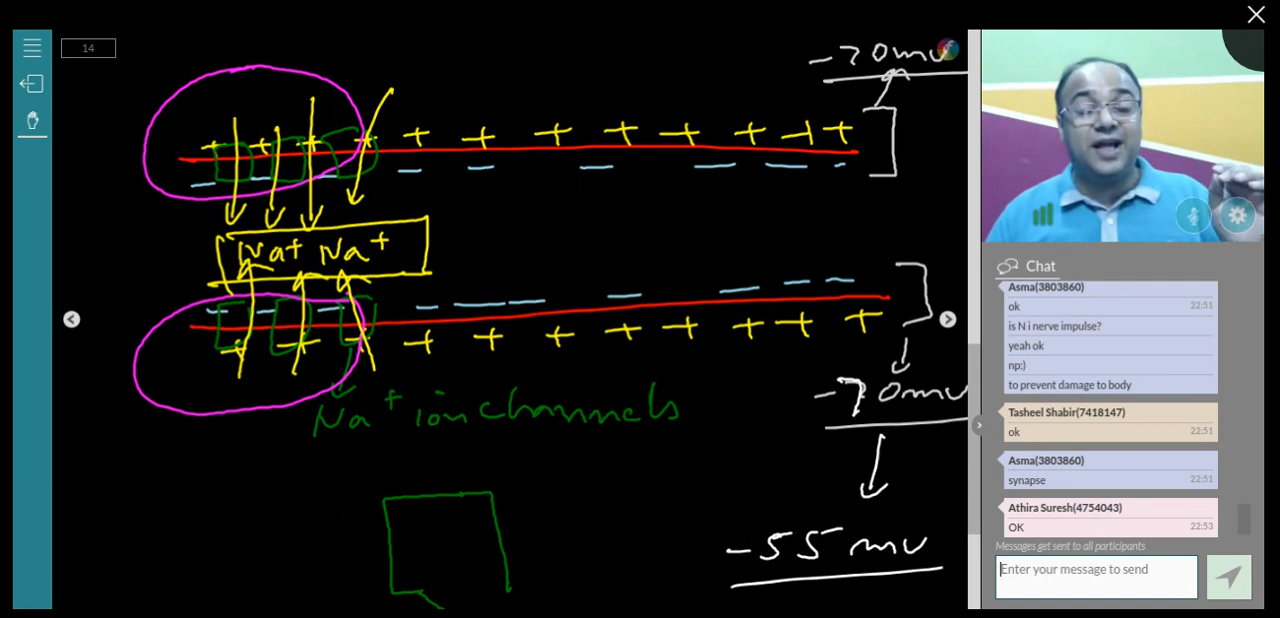 14
-70mv
Na+ Na+
-70mv
Na+ ion channels
-55mv
Chat
Asma(3803860)
ok
22:51
is N i nerve impulse?
yeah ok
np:)
to prevent damage to body
Tasheel Shabir(7418147)
ok
22:51
Asma(3803860)
synapse
22:51
Athira Suresh(4754043)
OK
22:53
Messages get sent to all participants
Enter your message to send